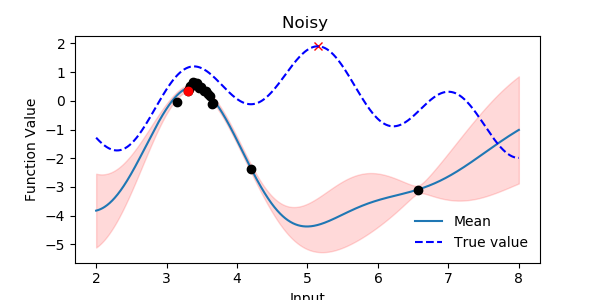 Noisy
Function Value
2
1
0
−1
−2
−3
−4
−5
Mean
True value
2 3 4 5 6 7 8
Input